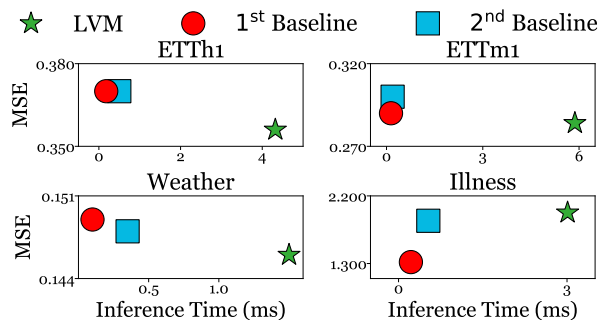 LVM 1st Baseline 2nd Baseline
ETTh1 ETTm1
0.380 0.320
MSE
0.350 0.270
0 2 4 0 3 6
Weather Illness
0.151 2.200
MSE
1.300
0.144
0.5 1.0 0 3
Inference Time (ms) Inference Time (ms)